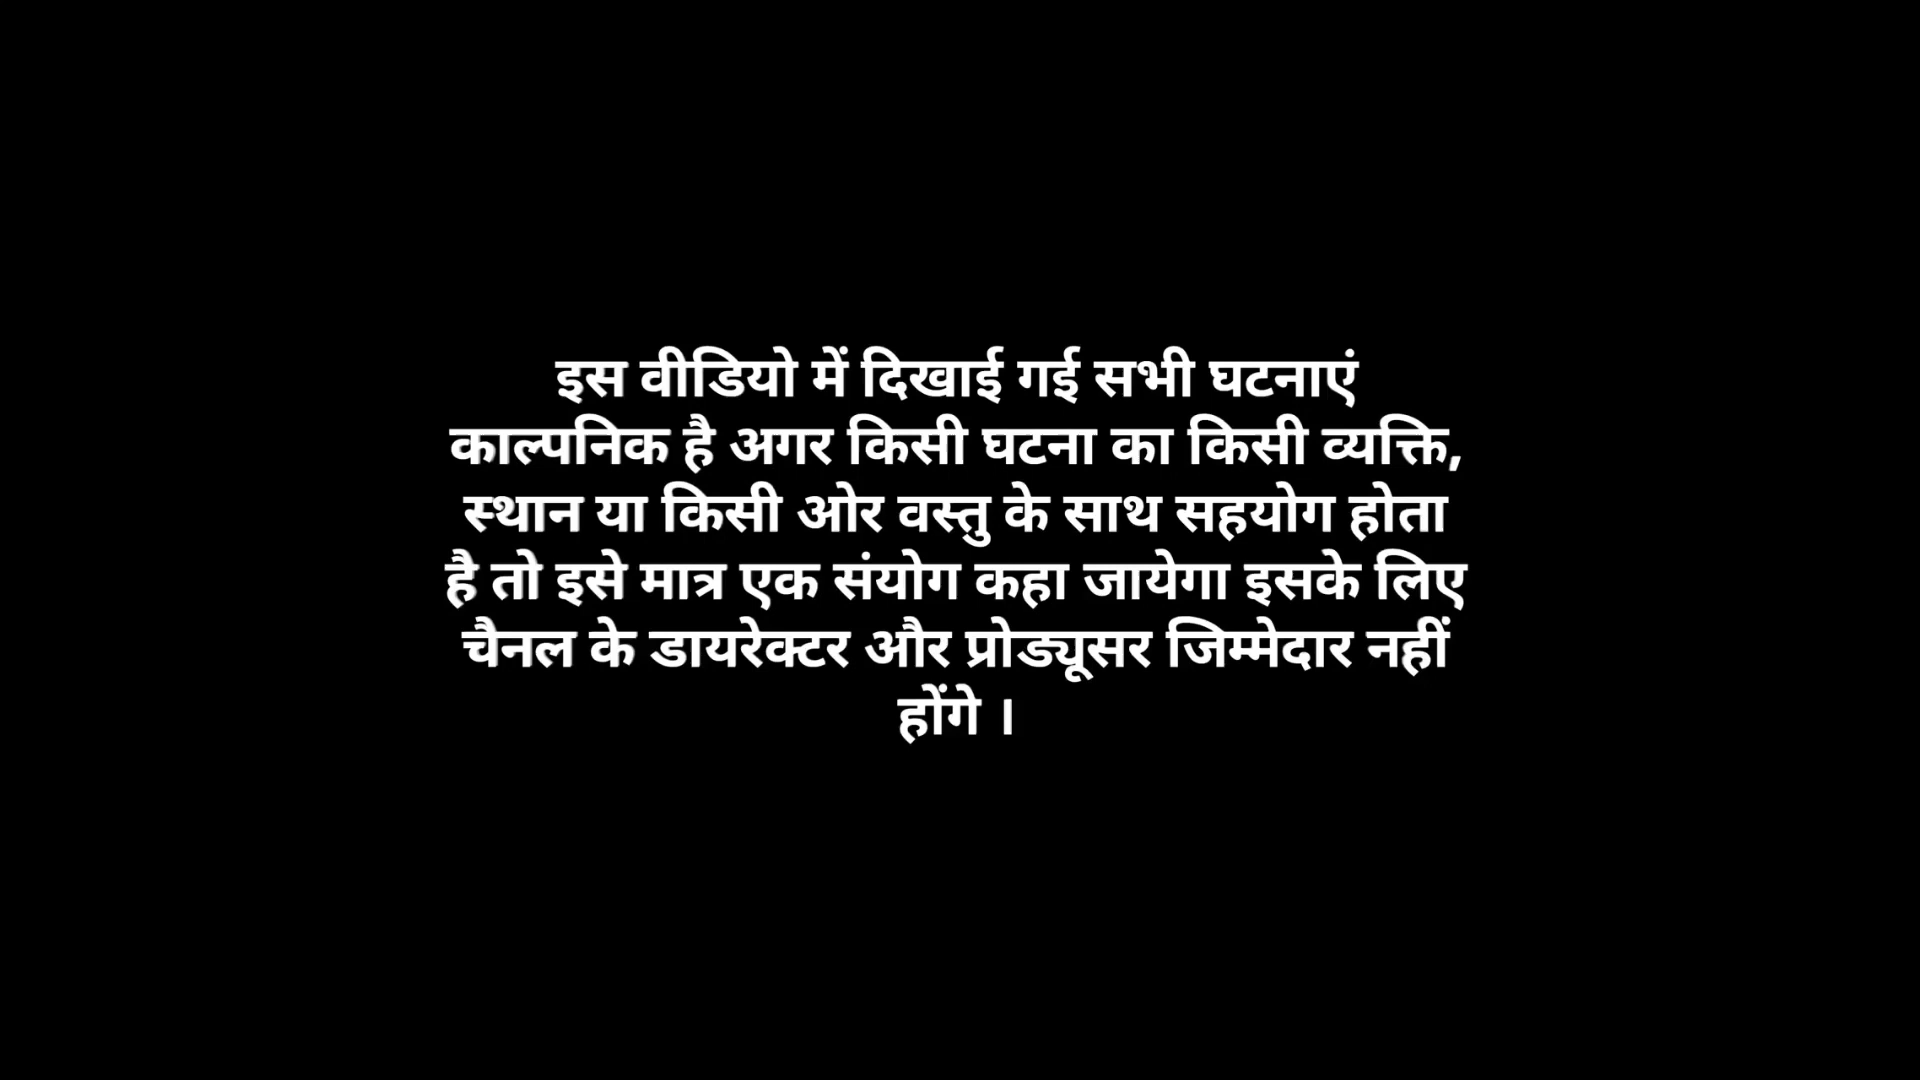 इस वीडियो में दिखाई गई सभी घटनाएं
काल्पनिक है अगर किसी घटना का किसी व्यक्ति,
स्थान या किसी ओर वस्तु के साथ सहयोग होता
है तो इसे मात्र एक संयोग कहा जायेगा इसके लिए
चैनल के डायरेक्टर और प्रोड्यूसर जिम्मेदार नहीं
होंगे ।